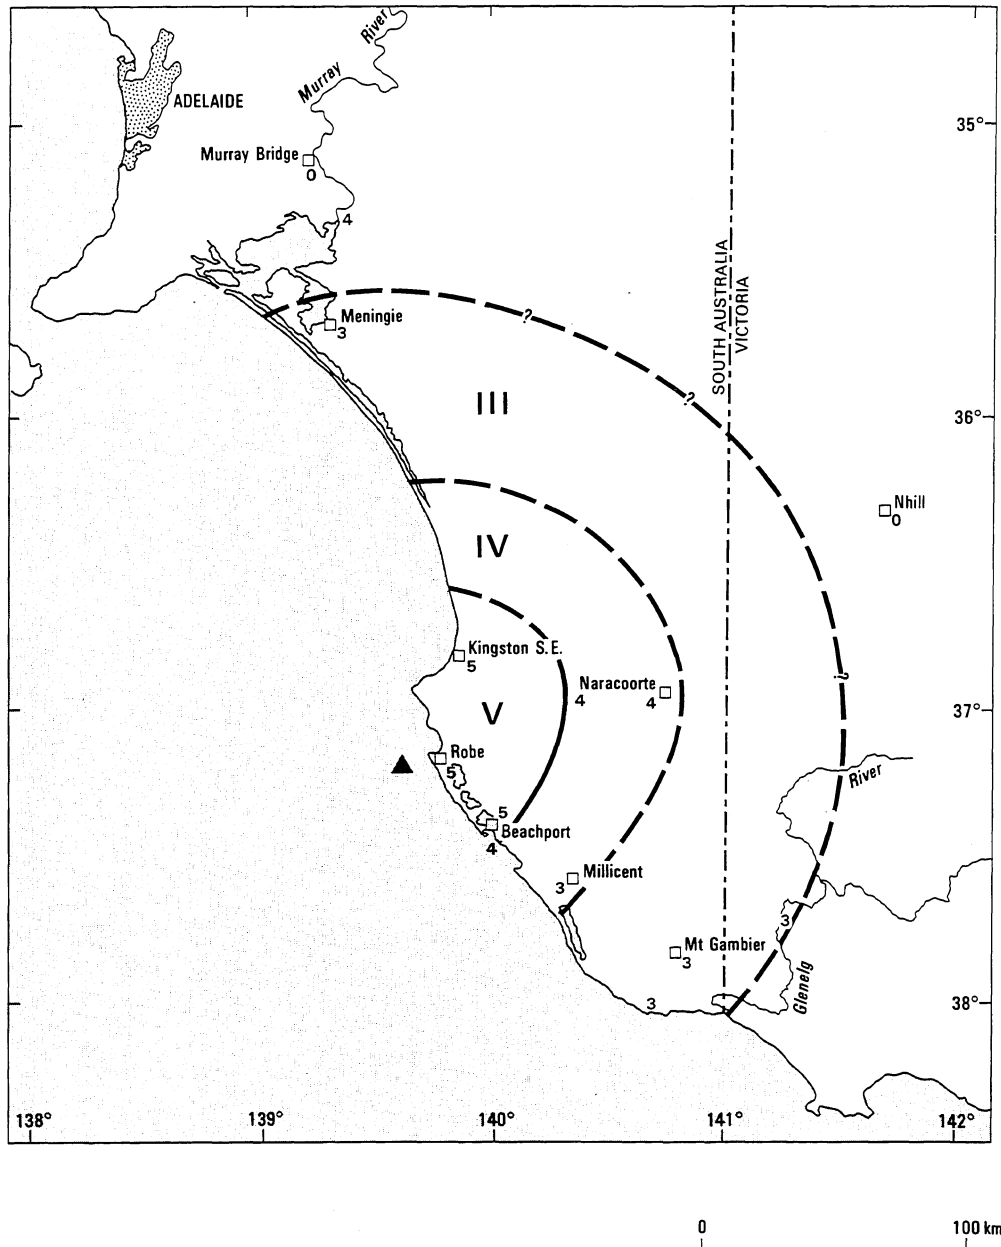 River
Murray
ADELAIDE
35°
Murray Bridge
0
4
SOUTH AUSTRALIA
VICTORIA
Meningie
3
?
III
?
36°
Nhill
0
IV
Kingston S.E.
5
4
Naracoorte
4
?
V
37°
Robe
5
River
5
Beachport
4
Millicent
3
3
Mt Gambier
3
Glenelg
3
38°
138°
139°
140°
141°
142°
0
100 km